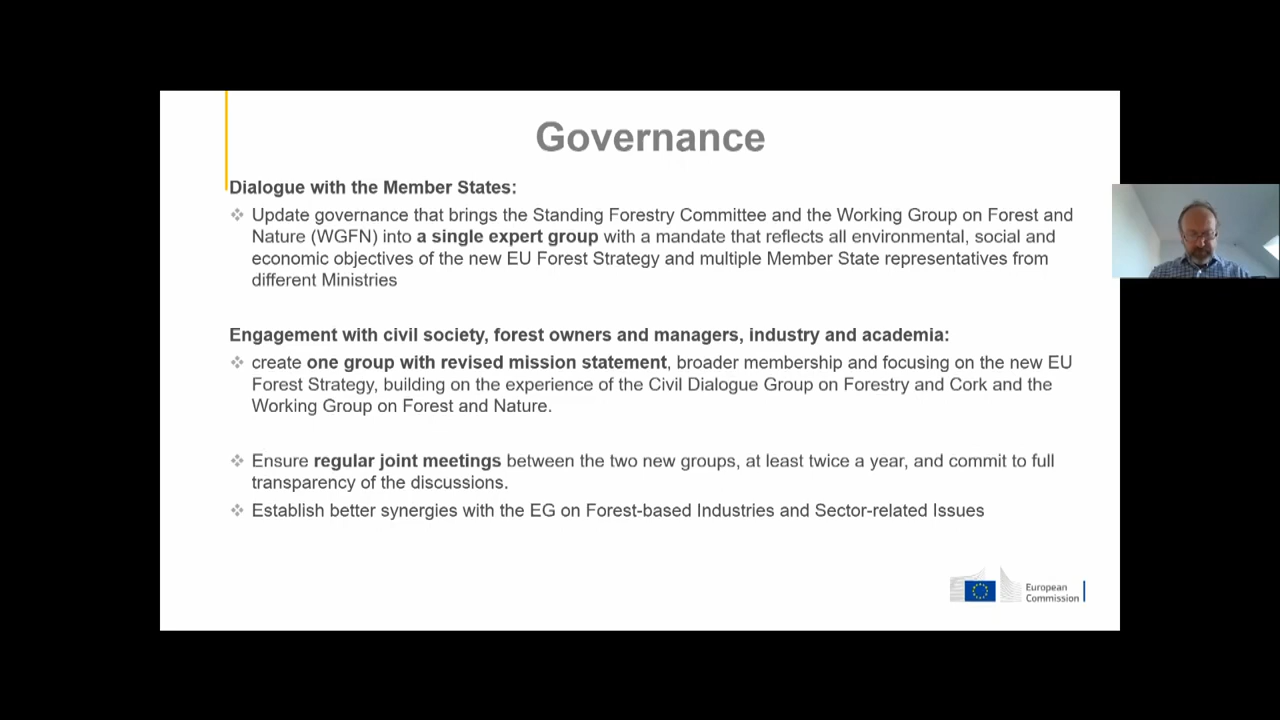 Governance
Dialogue with the Member States:
❖ Update governance that brings the Standing Forestry Committee and the Working Group on Forest and
Nature (WGFN) into a single expert group with a mandate that reflects all environmental, social and
economic objectives of the new EU Forest Strategy and multiple Member State representatives from
different Ministries
Engagement with civil society, forest owners and managers, industry and academia:
❖ create one group with revised mission statement, broader membership and focusing on the new EU
Forest Strategy, building on the experience of the Civil Dialogue Group on Forestry and Cork and the
Working Group on Forest and Nature.
❖ Ensure regular joint meetings between the two new groups, at least twice a year, and commit to full
transparency of the discussions.
❖ Establish better synergies with the EG on Forest-based Industries and Sector-related Issues
European
Commission